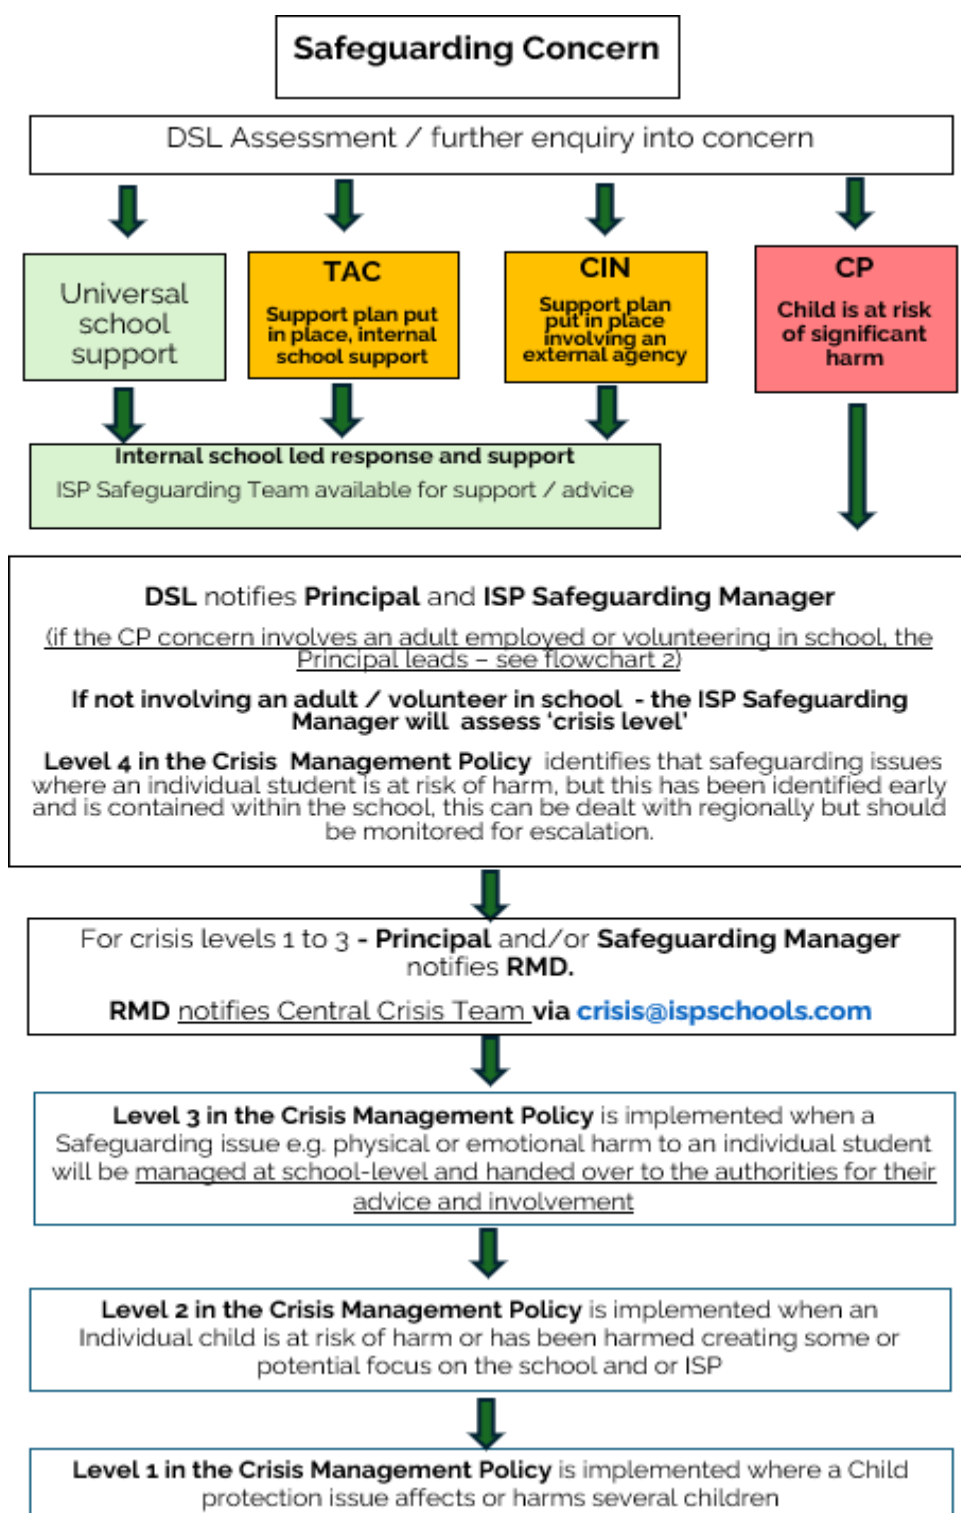 Safeguarding Concern
DSL Assessment / further enquiry into concern
Universal
school
support
TAC
Support plan put
in place, internal
school support
CIN
Support plan
put in place
involving an
external agency
CP
Child is at risk
of significant
harm
Internal school led response and support
ISP Safeguarding Team available for support / advice
DSL notifies Principal and ISP Safeguarding Manager
(if the CP concern involves an adult employed or volunteering in school, the
Principal leads – see flowchart 2)
If not involving an adult / volunteer in school - the ISP Safeguarding
Manager will assess ‘crisis level’
Level 4 in the Crisis Management Policy identifies that safeguarding issues
where an individual student is at risk of harm, but this has been identified early
and is contained within the school, this can be dealt with regionally but should
be monitored for escalation.
For crisis levels 1 to 3 - Principal and/or Safeguarding Manager
notifies RMD.
RMD notifies Central Crisis Team via crisis@ispschools.com
Level 3 in the Crisis Management Policy is implemented when a
Safeguarding issue e.g. physical or emotional harm to an individual student
will be managed at school-level and handed over to the authorities for their
advice and involvement
Level 2 in the Crisis Management Policy is implemented when an
Individual child is at risk of harm or has been harmed creating some or
potential focus on the school and or ISP
Level 1 in the Crisis Management Policy is implemented where a Child
protection issue affects or harms several children